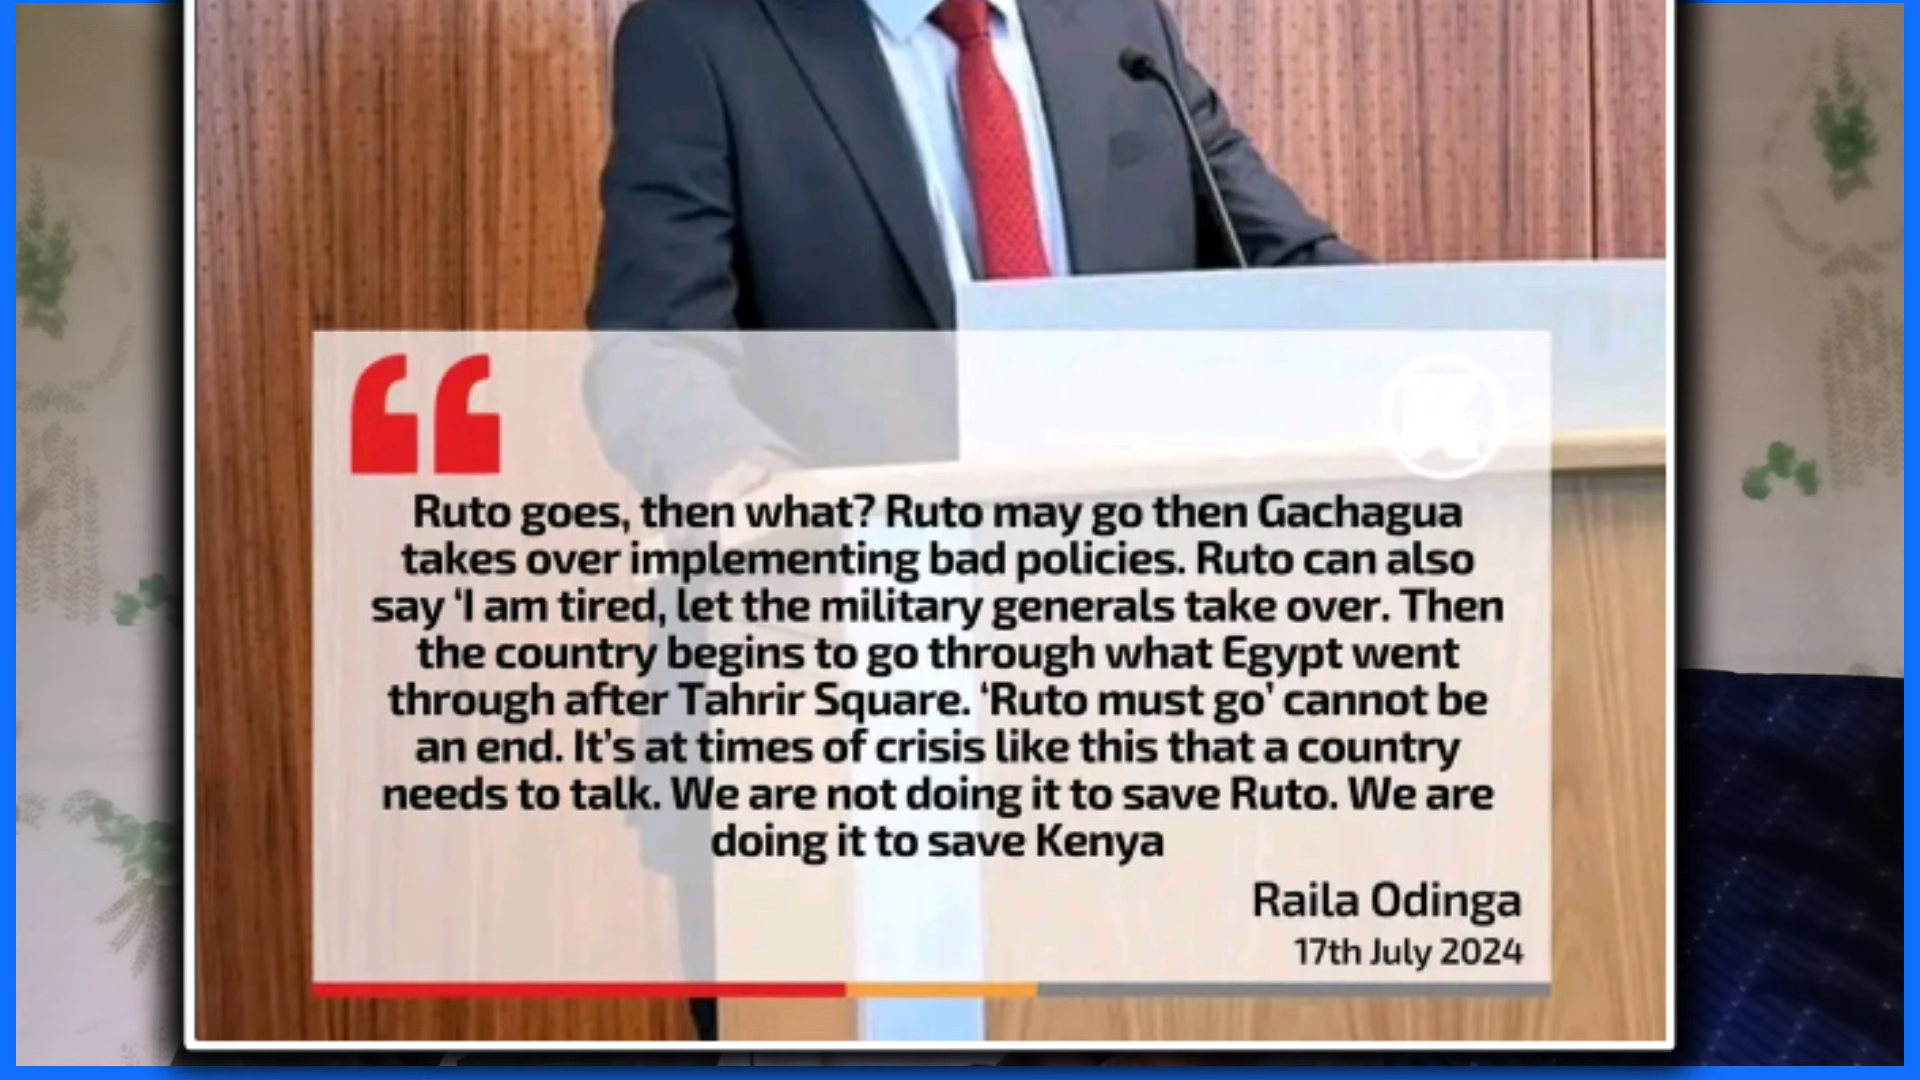 Ruto goes, then what? Ruto may go then Gachagua
takes over implementing bad policies. Ruto can also
say ‘I am tired, let the military generals take over. Then
the country begins to go through what Egypt went
through after Tahrir Square. ‘Ruto must go’ cannot be
an end. It’s at times of crisis like this that a country
needs to talk. We are not doing it to save Ruto. We are
doing it to save Kenya
Raila Odinga
17th July 2024
K